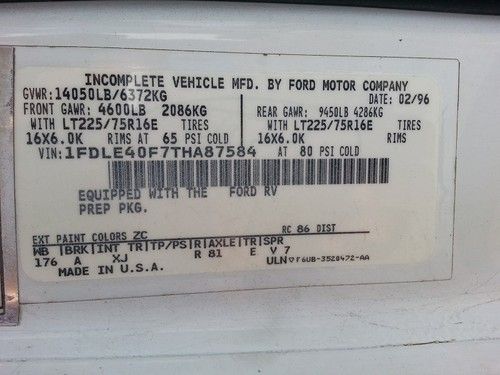 INCOMPLETE VEHICLE MFD. BY FORD MOTOR COMPANY
GVWR: 14050LB/6372KG DATE: 02/96
FRONT GAWR: 4600LB 2086KG REAR GAWR: 9450LB 4286KG
WITH LT225/75R16E TIRES WITH LT225/75R16E TIRES
16X6.0K RIMS AT 65 PSI COLD 16X6.0K RIMS
VIN: 1FDLE40F7THA87584 AT 80 PSI COLD
EQUIPPED WITH THE FORD RV
PREP PKG.
RC 86 DIST
EXT PAINT COLORS ZC
WB |BRK|INT TR|TP/PS|R|AXLE|TR|SPR
176 A XJ R 81 E V7
MADE IN U.S.A. ULN F6UB-3520472-AA